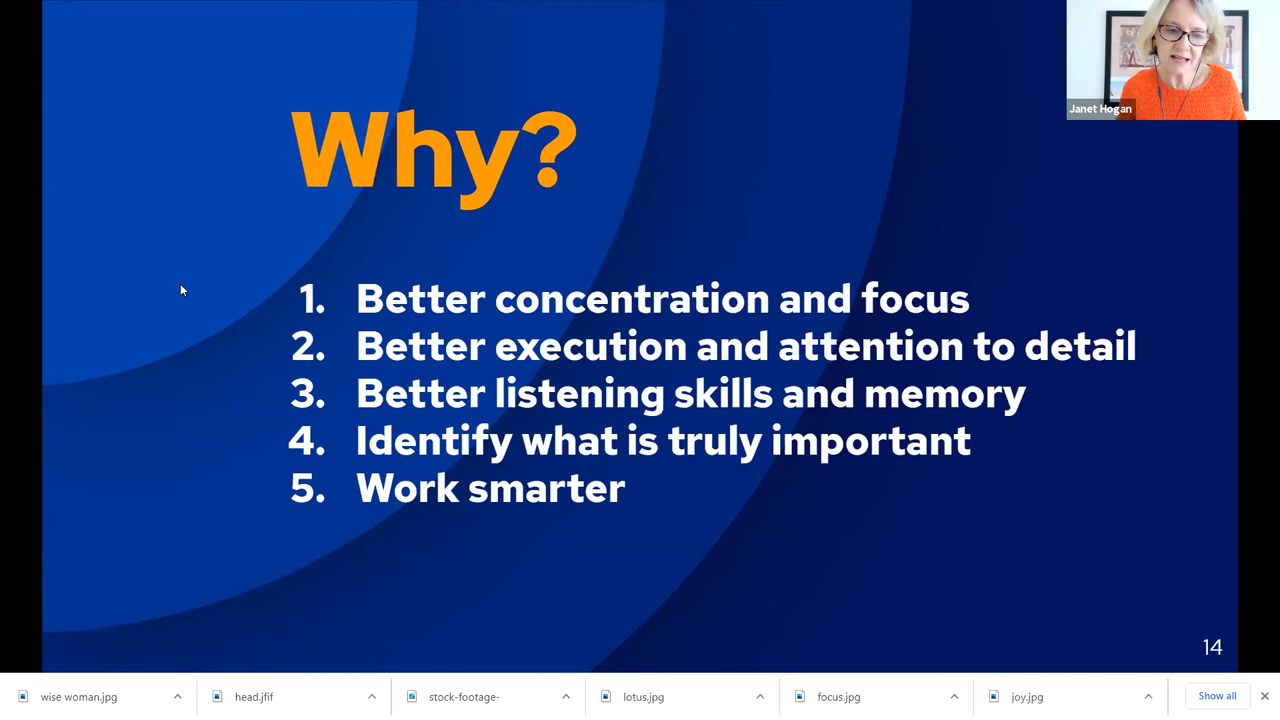 Why?
Janet Hogan
1. Better concentration and focus
2. Better execution and attention to detail
3. Better listening skills and memory
4. Identify what is truly important
5. Work smarter
14
wise woman.jpg
head.jfif
stock-footage-
lotus.jpg
focus.jpg
joy.jpg
Show all